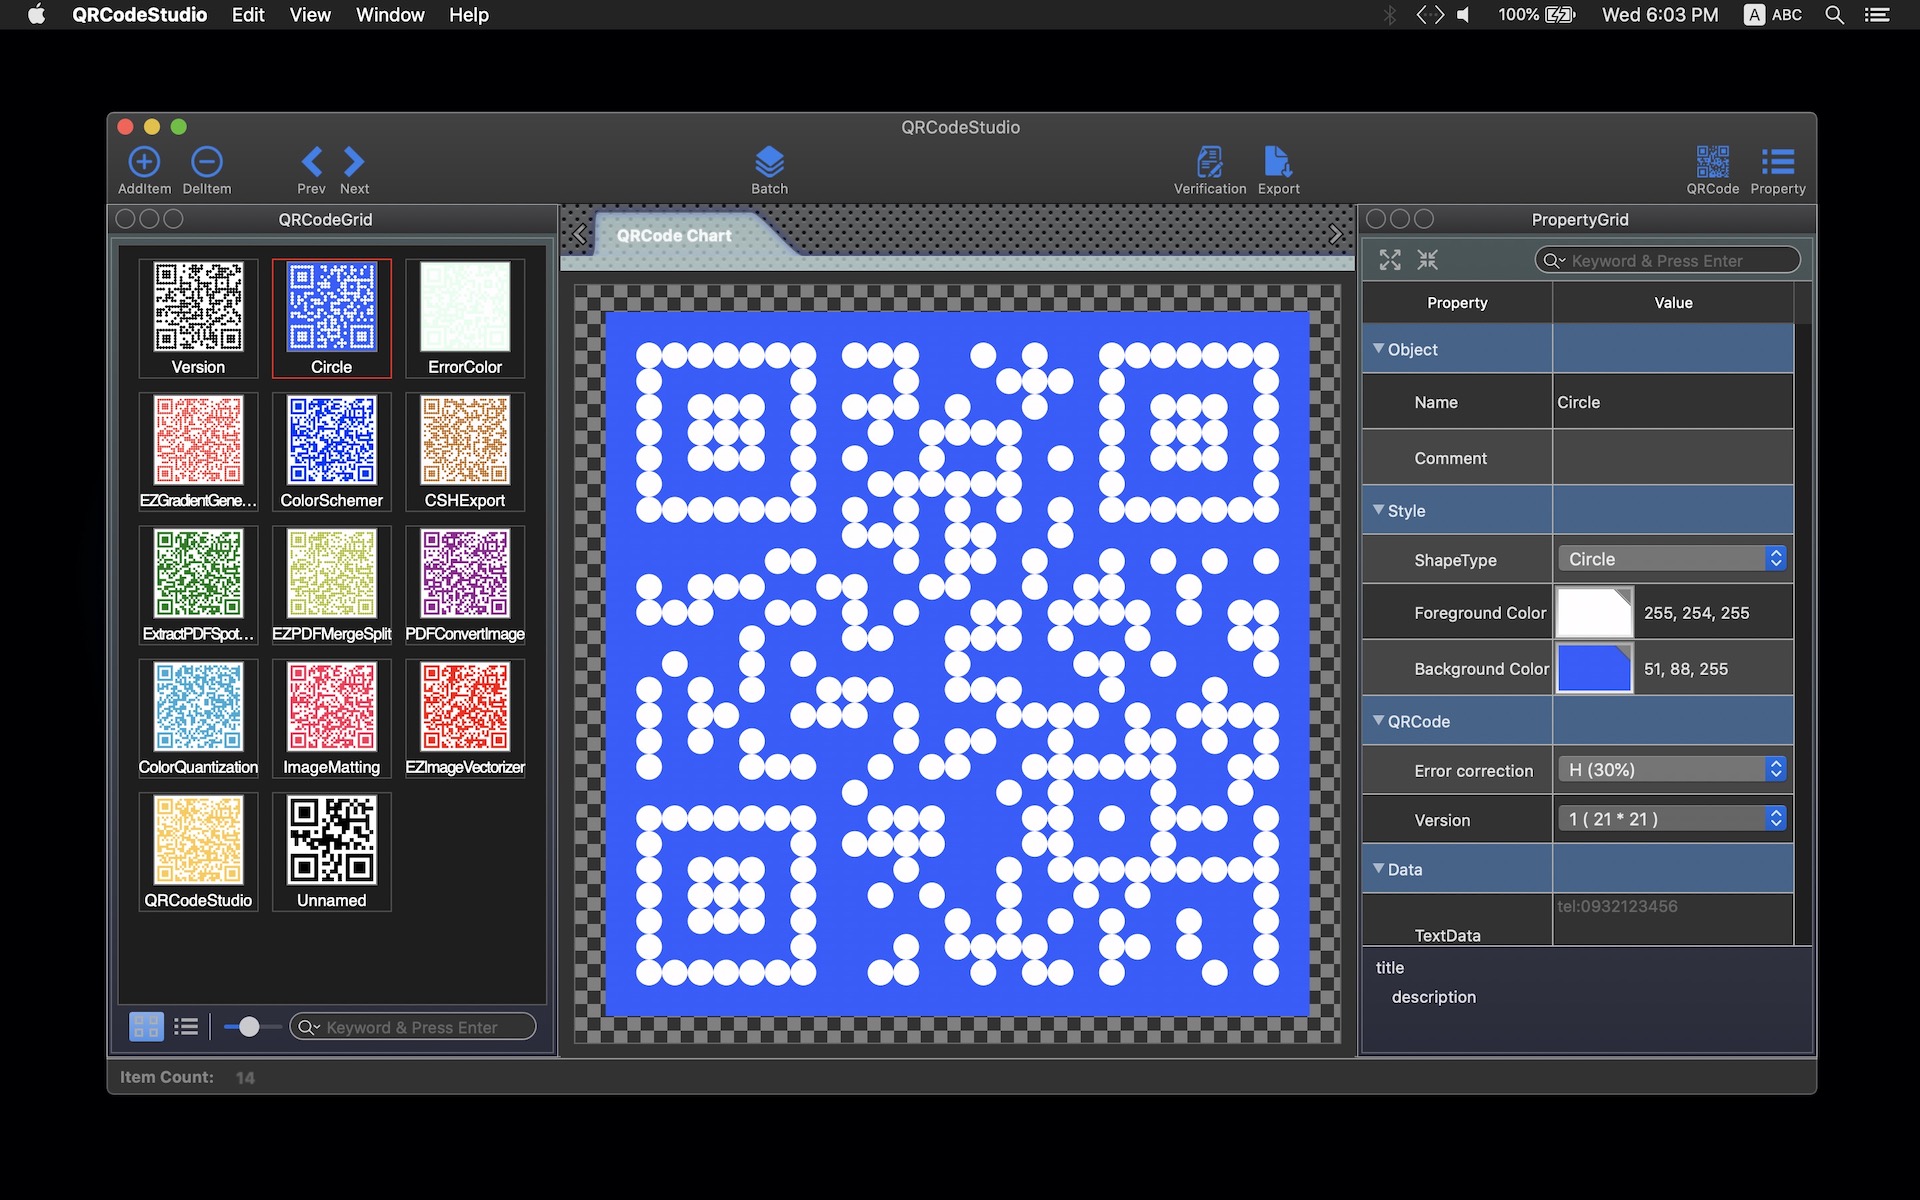 QRCodeStudio Edit View Window Help 100% Wed 6:03 PM A ABC
QRCodeStudio
AddItem DelItem Prev Next Batch Verification Export QRCode Property
QRCodeGrid
Version Circle ErrorColor
EZGradientGene... ColorSchemer CSHExport
ExtractPDFSpot... EZPDFMergeSplit PDFConvertImage
ColorQuantization ImageMatting EZImageVectorizer
QRCodeStudio Unnamed
Keyword & Press Enter
Item Count: 14
QRCode Chart
PropertyGrid
Keyword & Press Enter
Property Value
Object
Name Circle
Comment
Style
ShapeType Circle
Foreground Color 255, 254, 255
Background Color 51, 88, 255
QRCode
Error correction H (30%)
Version 1 ( 21 * 21 )
Data
tel:0932123456
TextData
title
description